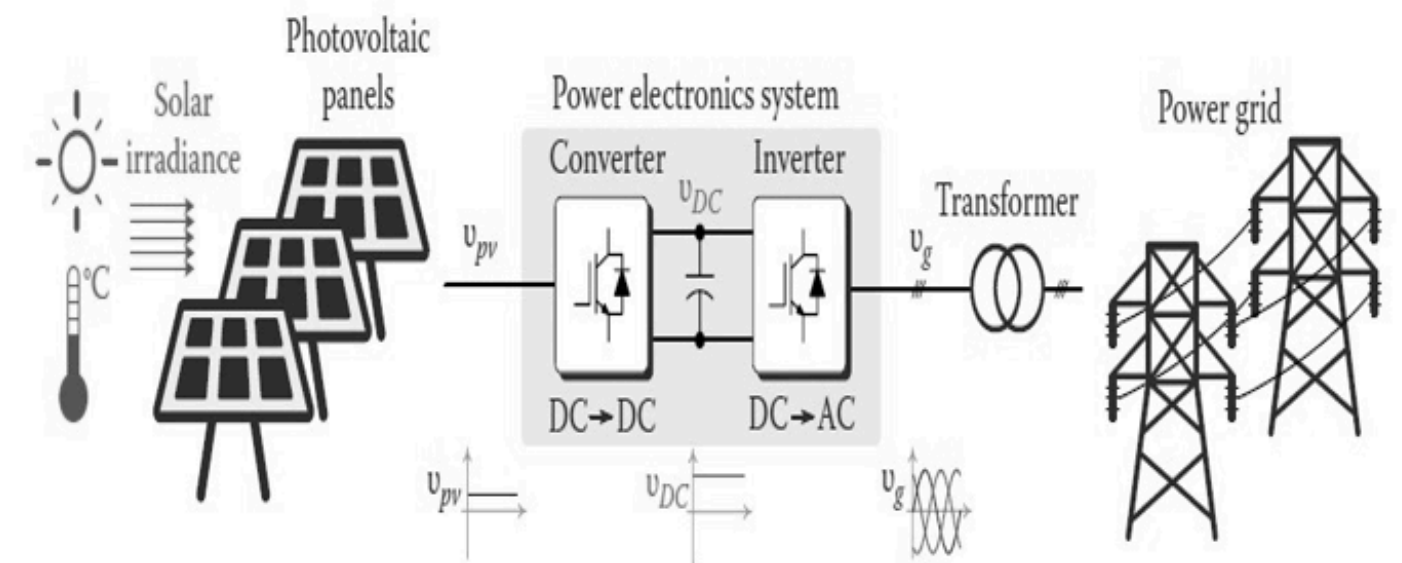 Photovoltaic
panels
Solar
irradiance
°C
Power electronics system
Converter
Inverter
υDC
υpv
DC→DC
DC→AC
υg
Transformer
Power grid
υpv
υDC
υg